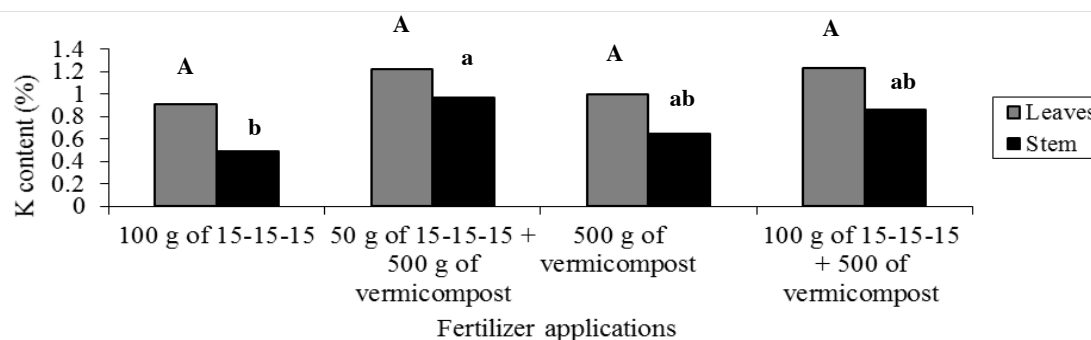 A
A
a
A
A
b
ab
ab
K content (%)
1.4
1.2
1
0.8
0.6
0.4
0.2
0
Leaves
Stem
100 g of 15-15-15
50 g of 15-15-15 +
500 g of
vermicompost
500 g of
vermicompost
100 g of 15-15-15
+ 500 of
vermicompost
Fertilizer applications